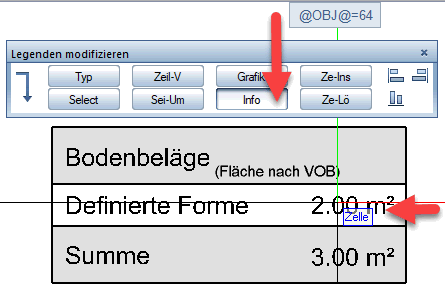 @OBJ@=64
Legenden modifizieren
Typ Zeil-V Grafik Ze-Ins
Select Sei-Um Info Ze-Lö
Bodenbeläge (Fläche nach VOB)
Definierte Forme 2.00 m²
Zelle
Summe 3.00 m²